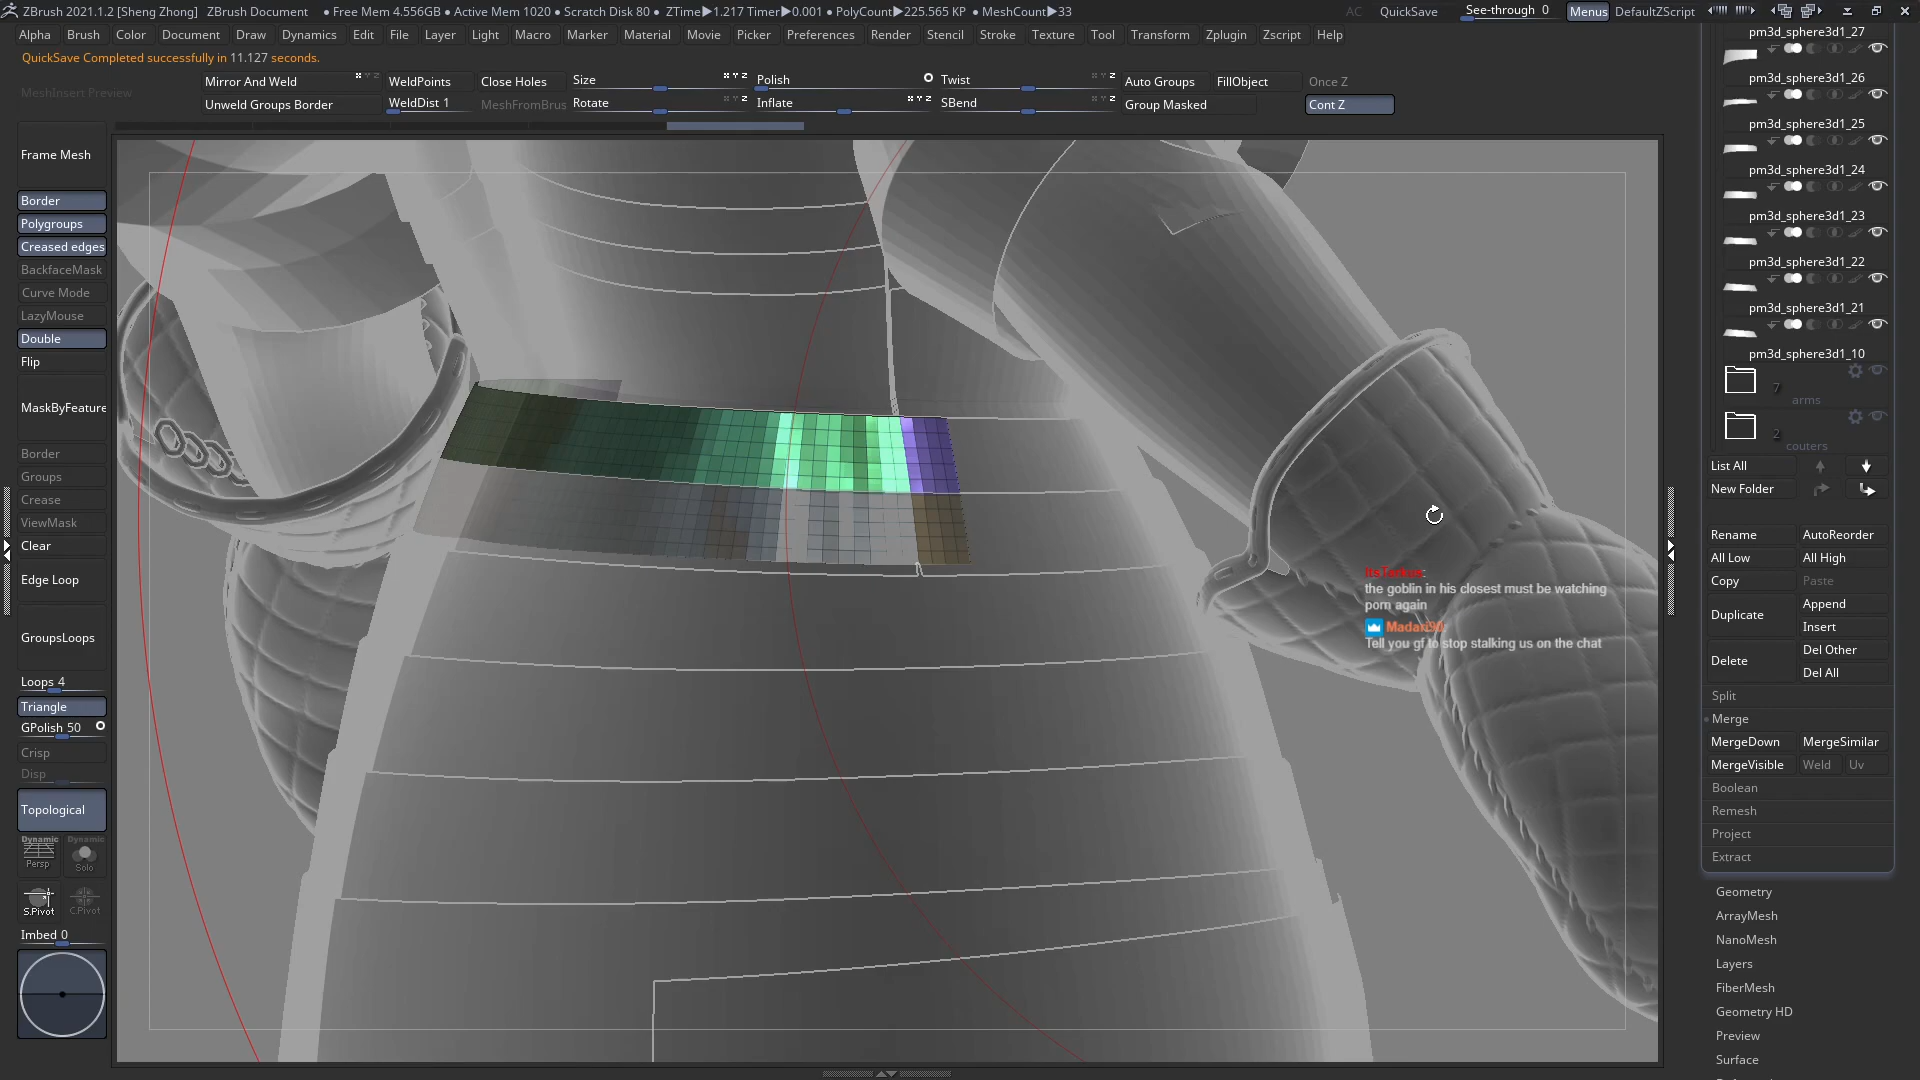 ZBrush 2021.1.2 [Sheng Zhong] ZBrush Document • Free Mem 4.556GB • Active Mem 1020 • Scratch Disk 80 • ZTime▶1.217 Timer▶0.001 • PolyCount▶225.565 KP • MeshCount▶33 AC QuickSave See-through 0 Menus DefaultZScript
Alpha Brush Color Document Draw Dynamics Edit File Layer Light Macro Marker Material Movie Picker Preferences Render Stencil Stroke Texture Tool Transform Zplugin Zscript Help
QuickSave Completed successfully in 11.127 seconds.
MeshInsert Preview
Mirror And Weld WeldPoints Close Holes Size Polish Twist Auto Groups FillObject Once Z
Unweld Groups Border WeldDist 1 MeshFromBrus Rotate Inflate SBend Group Masked Cont Z
Frame Mesh
Border
Polygroups
Creased edges
BackfaceMask
Curve Mode
LazyMouse
Double
Flip
MaskByFeature
Border
Groups
Crease
ViewMask
Clear
Edge Loop
GroupsLoops
Loops 4
Triangle
GPolish 50
Crisp
Disp
Topological
Dynamic Dynamic
Persp Solo
S.Pivot C.Pivot
Imbed 0
the goblin in his closest must be watching
porn again
Tell you gf to stop stalking us on the chat
pm3d_sphere3d1_27
pm3d_sphere3d1_26
pm3d_sphere3d1_25
pm3d_sphere3d1_24
pm3d_sphere3d1_23
pm3d_sphere3d1_22
pm3d_sphere3d1_21
pm3d_sphere3d1_10
7
arms
2
couters
List All
New Folder
Rename AutoReorder
All Low All High
Copy Paste
Duplicate Append
Insert
Delete Del Other
Del All
Split
Merge
MergeDown MergeSimilar
MergeVisible Weld Uv
Boolean
Remesh
Project
Extract
Geometry
ArrayMesh
NanoMesh
Layers
FiberMesh
Geometry HD
Preview
Surface